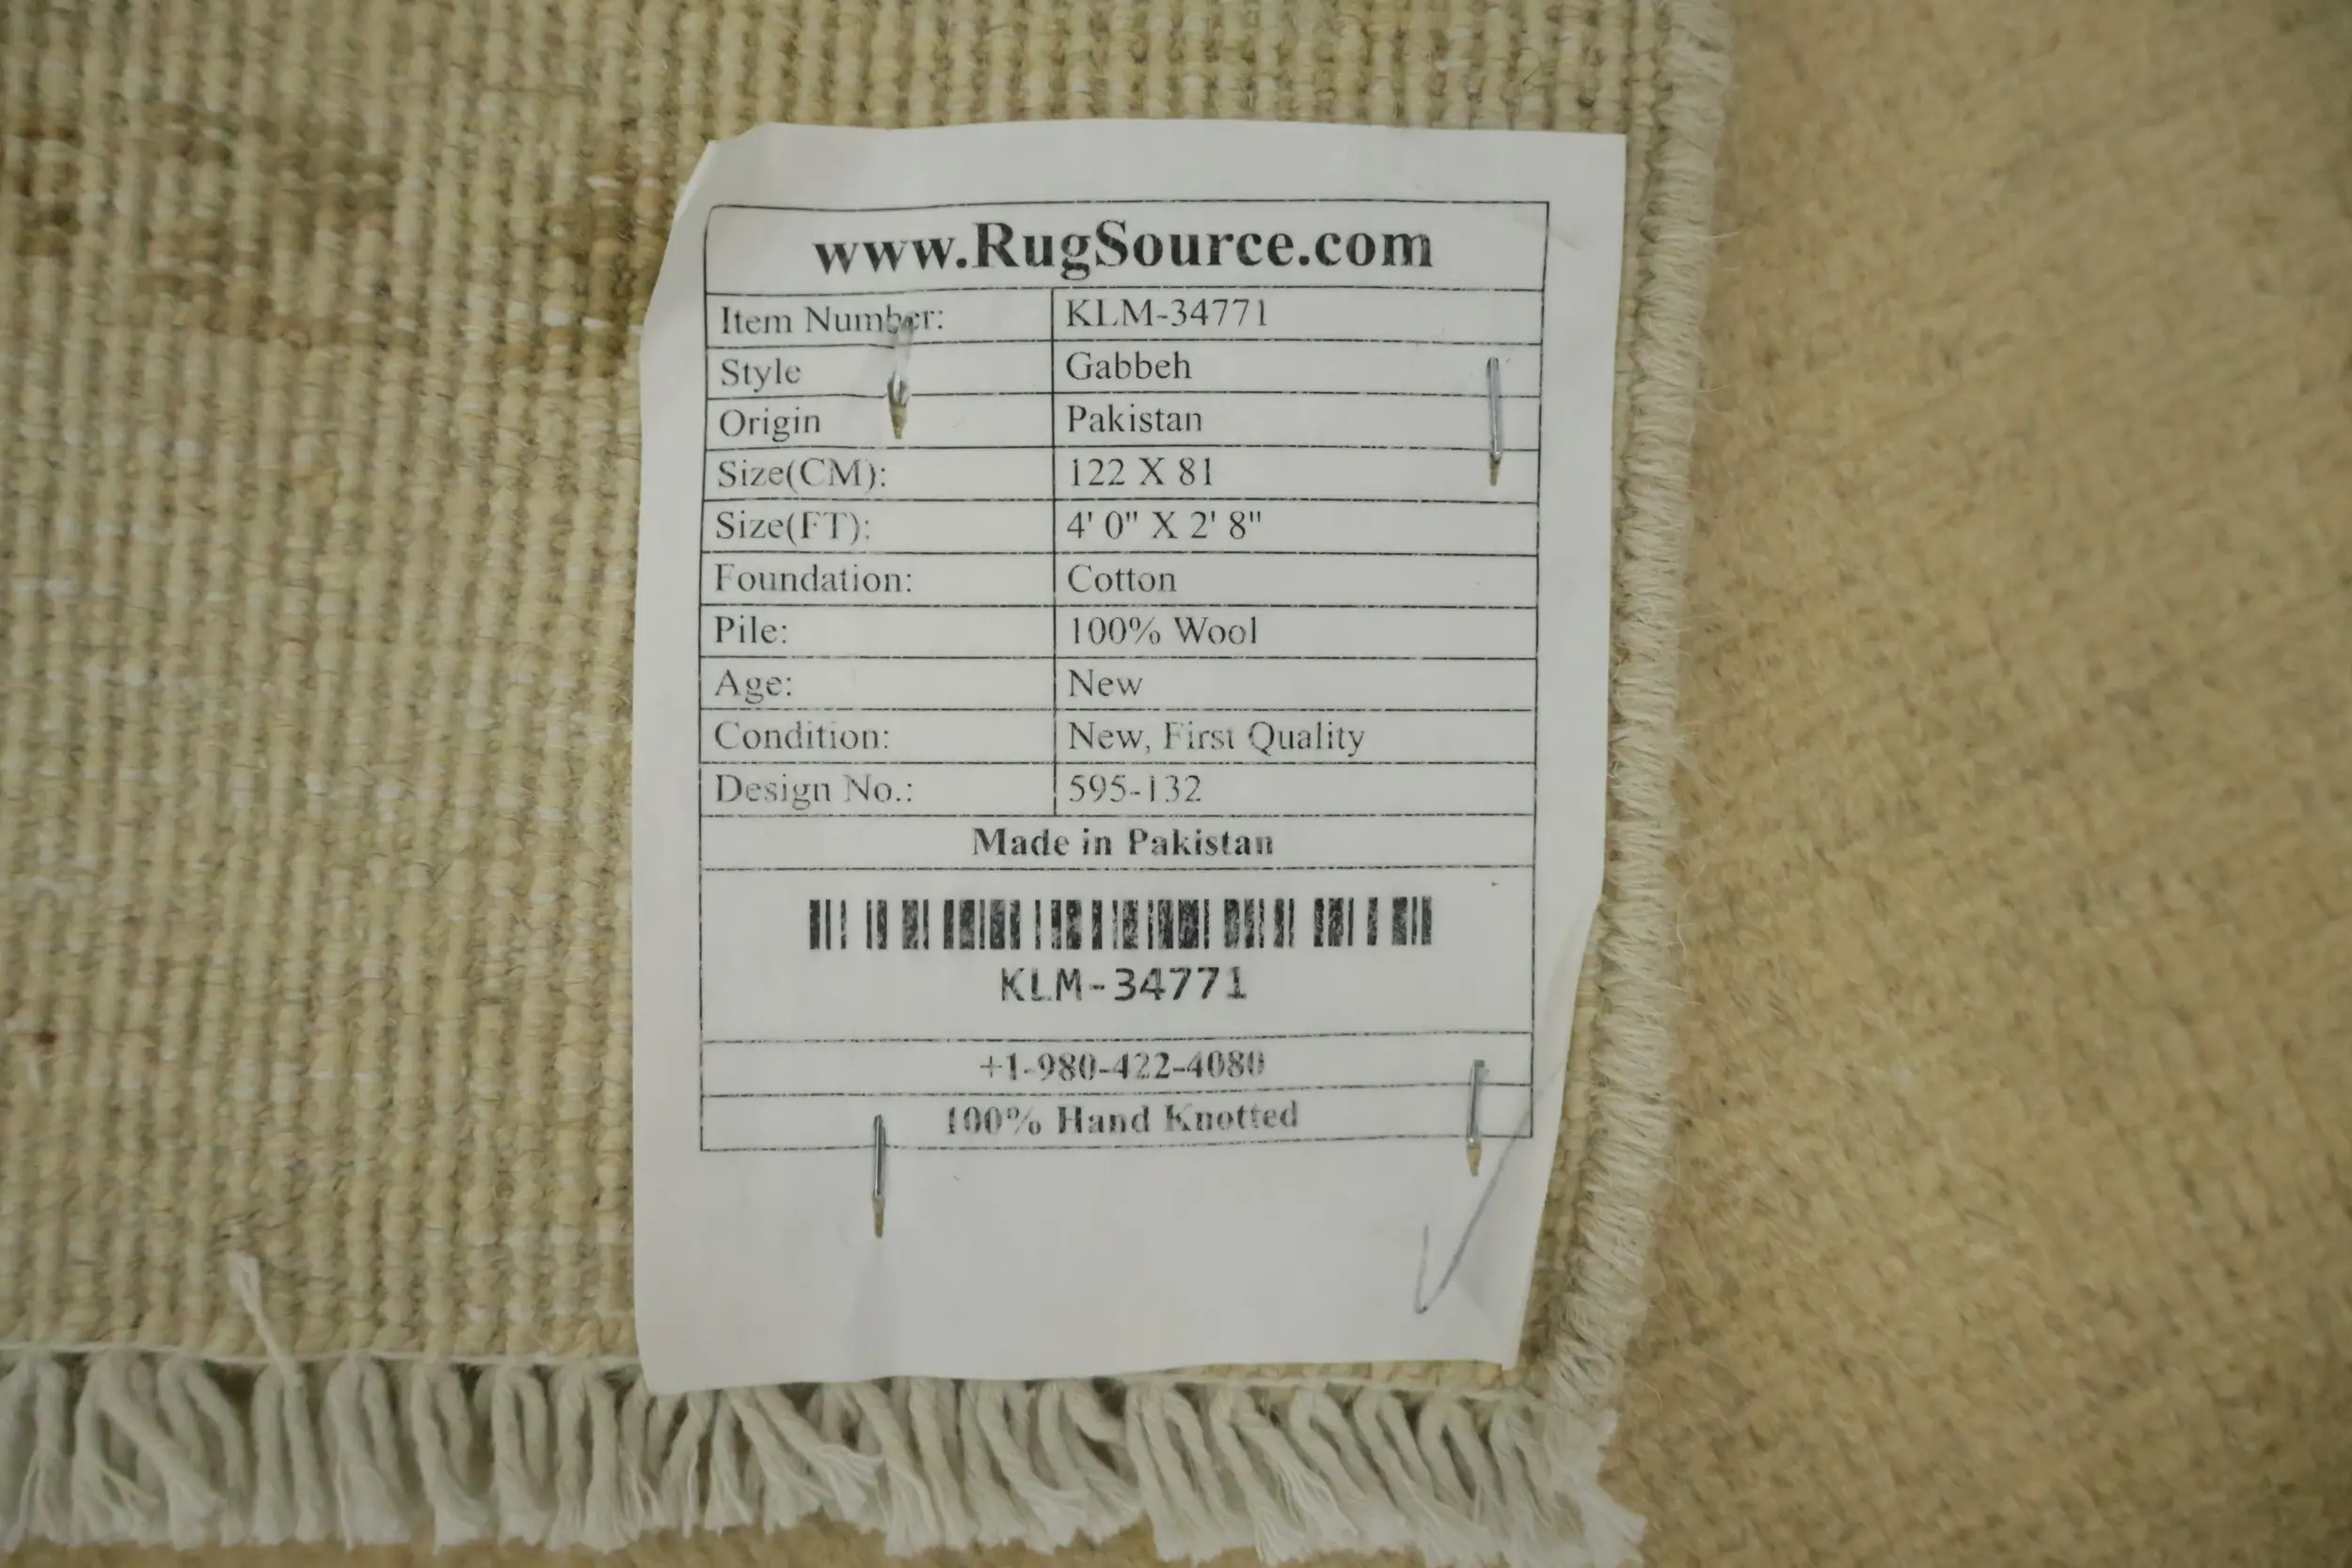 www.RugSource.com
Item Number: KLM-34771
Style Gabbeh
Origin Pakistan
Size(CM): 122 X 81
Size(FT): 4' 0" X 2' 8"
Foundation: Cotton
Pile: 100% Wool
Age: New
Condition: New, First Quality
Design No.: 595-132
Made in Pakistan
KLM-34771
+1-980-422-4080
100% Hand Knotted